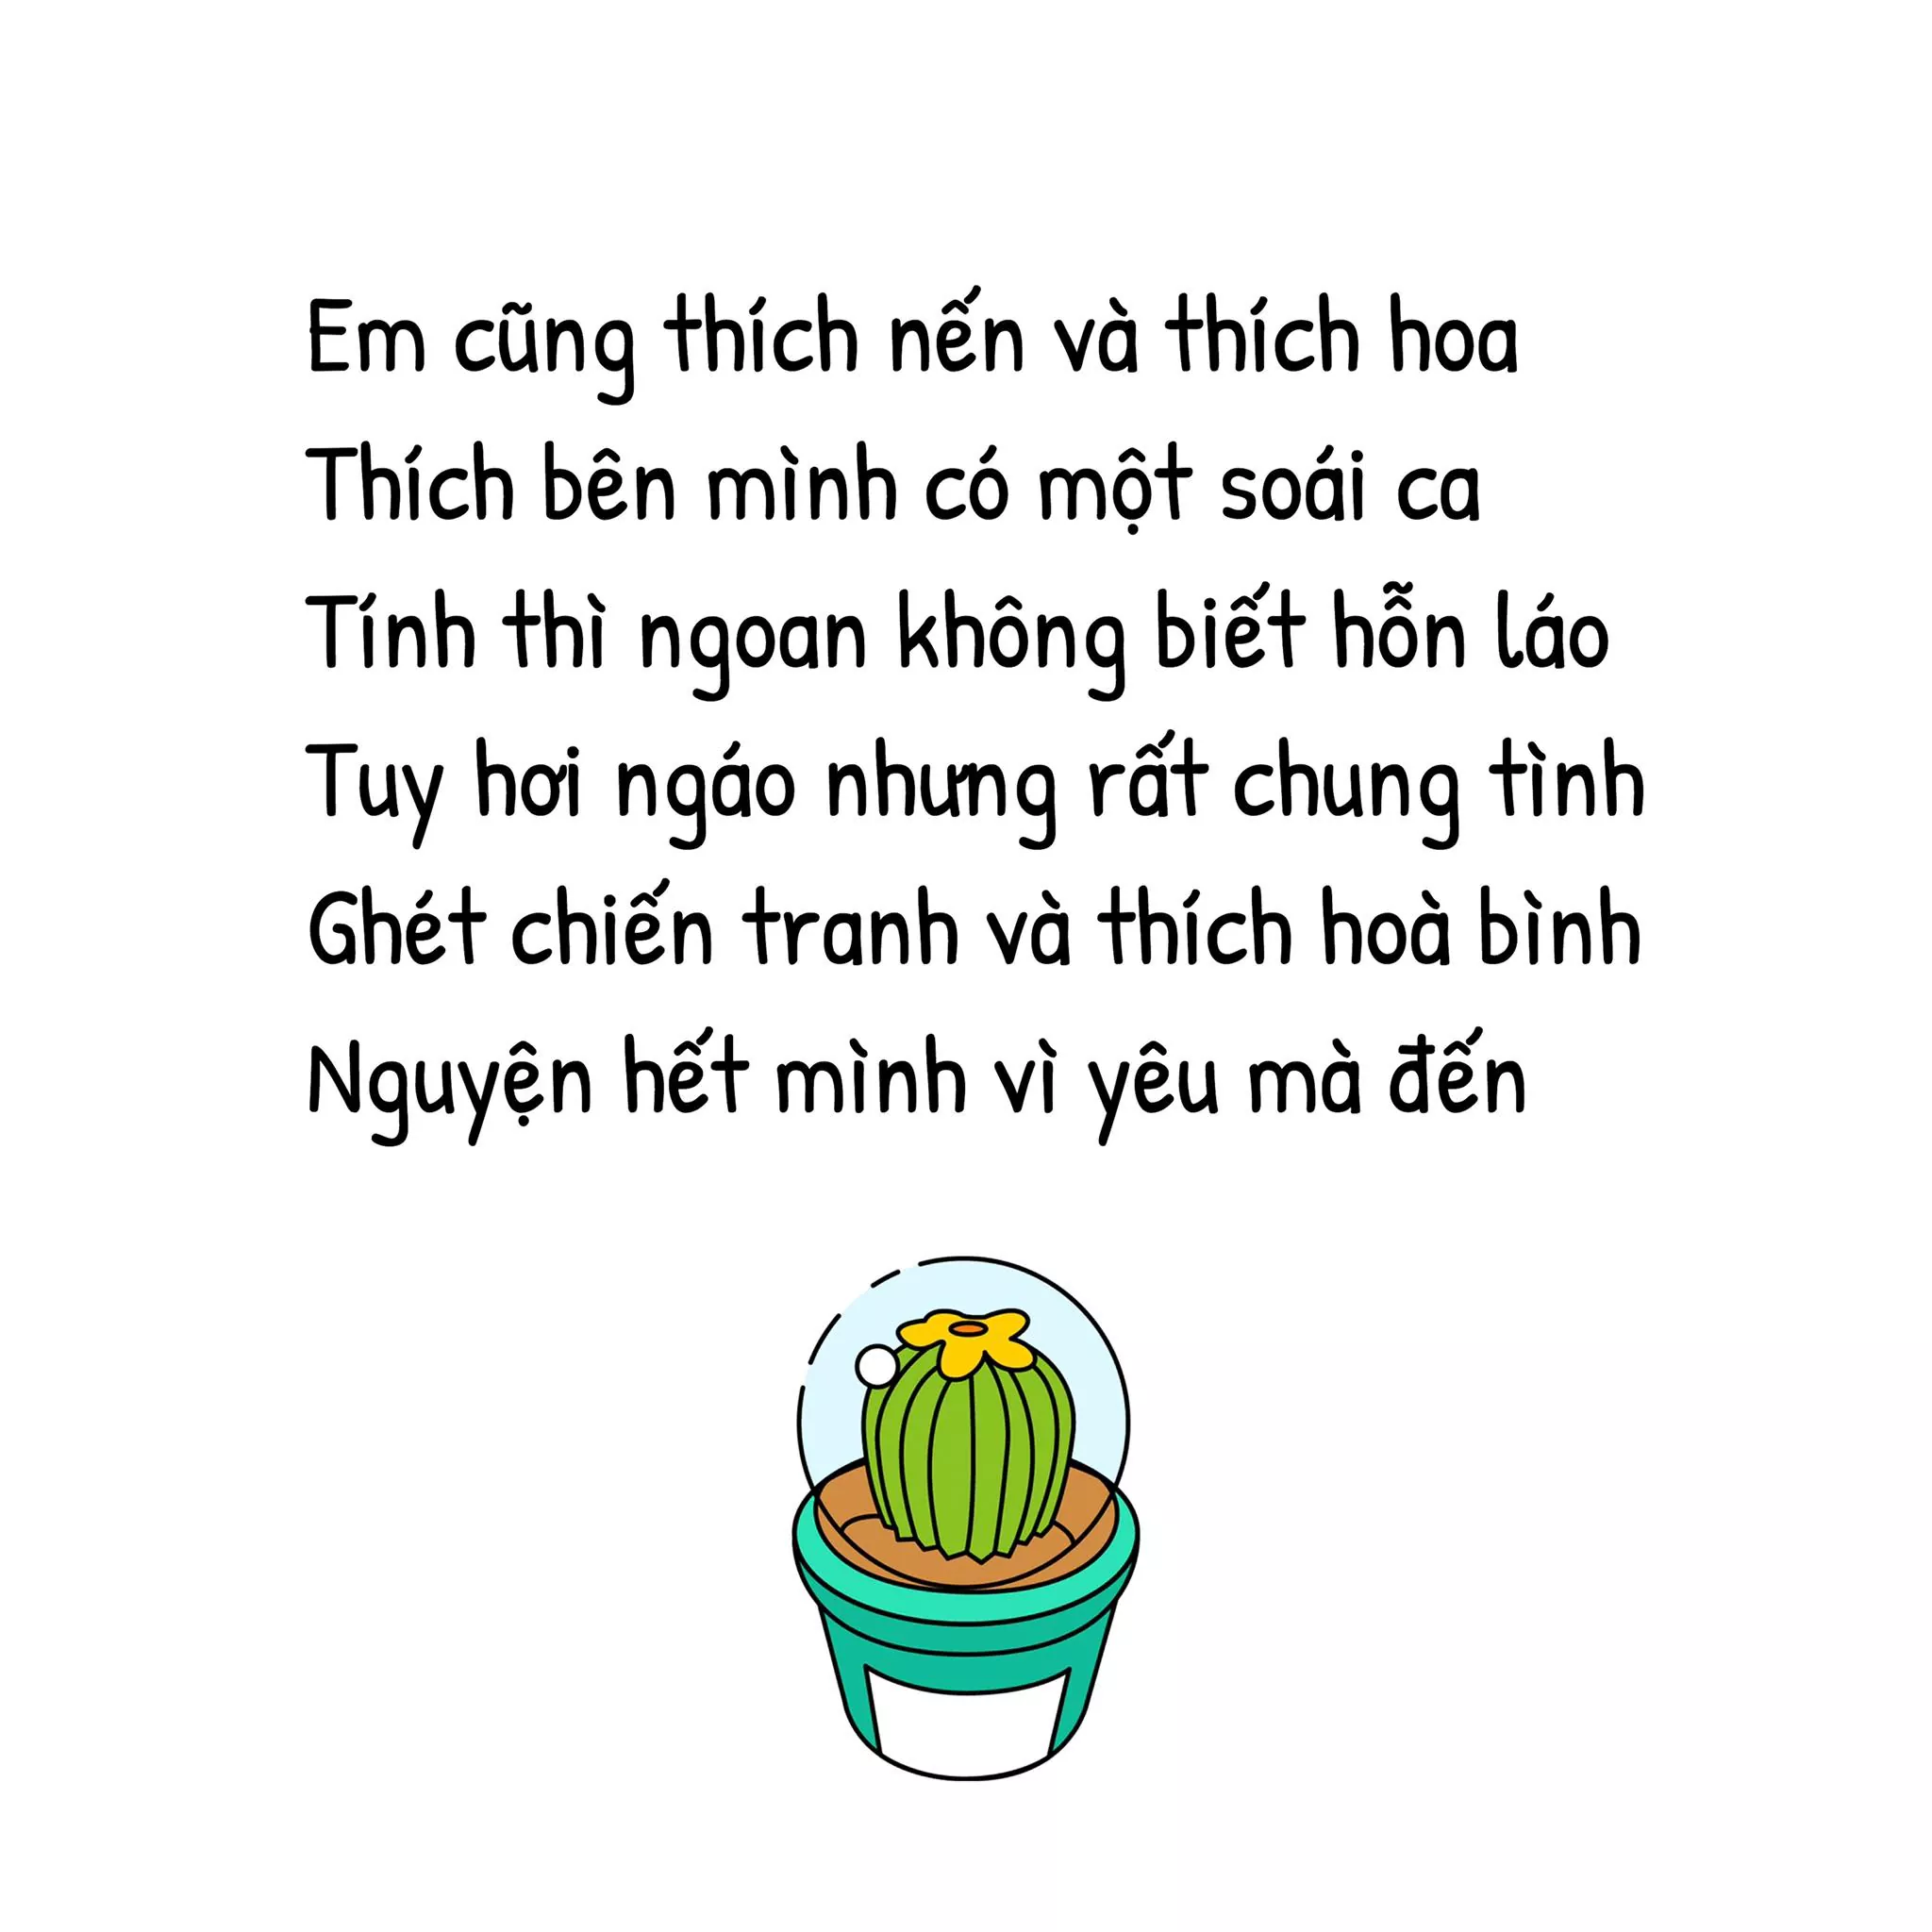 Em cũng thích nến và thích hoa
Thích bên mình có một soái ca
Tính thì ngoan không biết hỗn láo
Tuy hơi ngáo nhưng rất chung tình
Ghét chiến tranh và thích hoà bình
Nguyện hết mình vì yêu mà đến